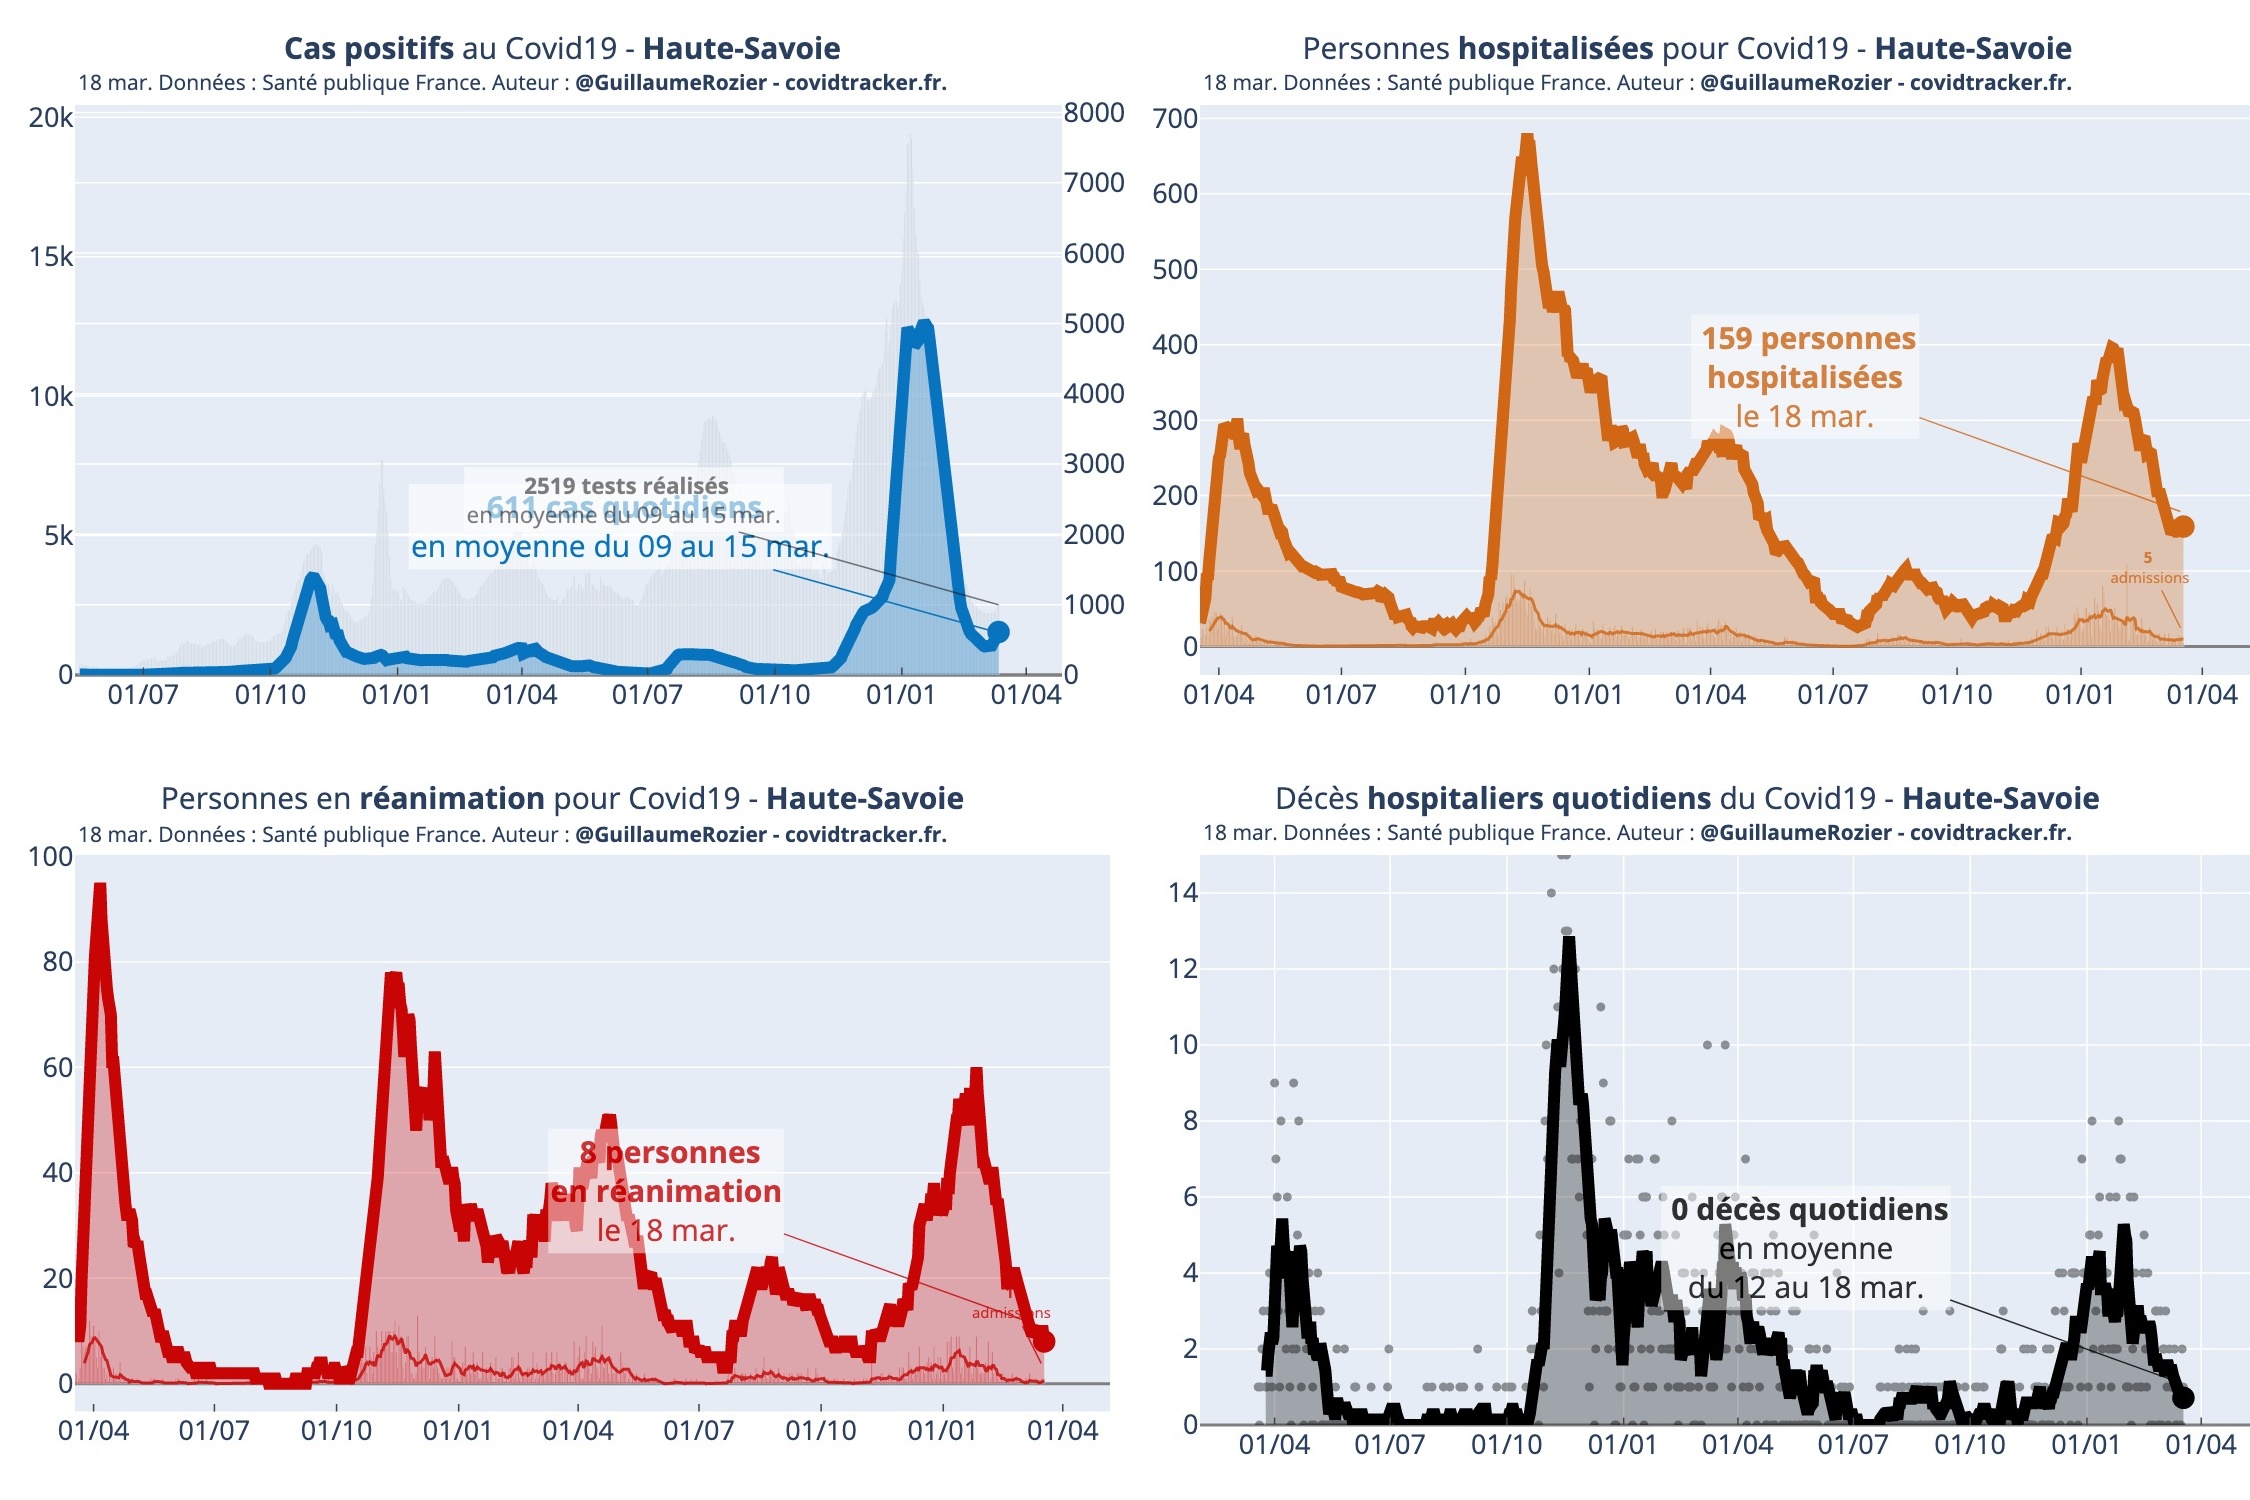 Cas positifs au Covid19 - Haute-Savoie
18 mar. Données : Santé publique France. Auteur : @GuillaumeRozier - covidtracker.fr.
20k
15k
10k
5k
0
8000
7000
6000
5000
4000
3000
2000
1000
0
2519 tests réalisés
en moyenne du 09 au 15 mar.
611 cas quotidiens
en moyenne du 09 au 15 mar.
01/07 01/10 01/01 01/04 01/07 01/10 01/01 01/04
Personnes hospitalisées pour Covid19 - Haute-Savoie
18 mar. Données : Santé publique France. Auteur : @GuillaumeRozier - covidtracker.fr.
700
600
500
400
300
200
100
0
159 personnes
hospitalisées
le 18 mar.
5
admissions
01/04 01/07 01/10 01/01 01/04 01/07 01/10 01/01 01/04
Personnes en réanimation pour Covid19 - Haute-Savoie
18 mar. Données : Santé publique France. Auteur : @GuillaumeRozier - covidtracker.fr.
100
80
60
40
20
0
8 personnes
en réanimation
le 18 mar.
admissions
01/04 01/07 01/10 01/01 01/04 01/07 01/10 01/01 01/04
Décès hospitaliers quotidiens du Covid19 - Haute-Savoie
18 mar. Données : Santé publique France. Auteur : @GuillaumeRozier - covidtracker.fr.
14
12
10
8
6
4
2
0
0 décès quotidiens
en moyenne
du 12 au 18 mar.
01/04 01/07 01/10 01/01 01/04 01/07 01/10 01/01 01/04